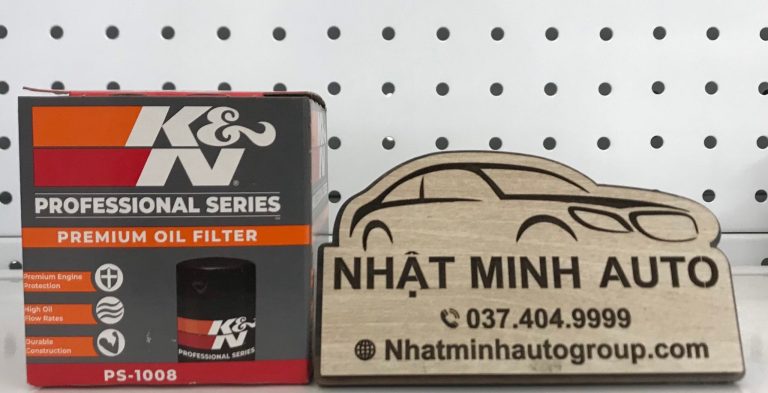 K&N®
PROFESSIONAL SERIES
PREMIUM OIL FILTER
Premium Engine
Protection
High Oil
Flow Rates
Durable
Construction
K&N
PROFESSIONAL SERIES
PS-1008
NHẬT MINH AUTO
037.404.9999
Nhatminhautogroup.com